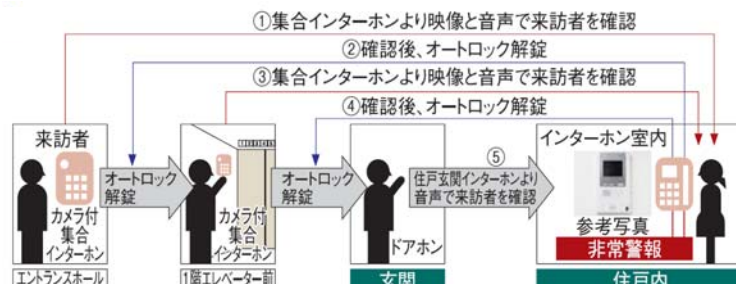 ①集合インターホンより映像と音声で来訪者を確認
②確認後、オートロック解錠
③集合インターホンより映像と音声で来訪者を確認
④確認後、オートロック解錠
来訪者
カメラ付
集合
インターホン
エントランスホール
オートロック
解錠
カメラ付
集合
インターホン
1階エレベーター前
オートロック
解錠
ドアホン
玄関
⑤
住戸玄関インターホンより
音声で来訪者を確認
インターホン室内
参考写真
非常警報
住戸内